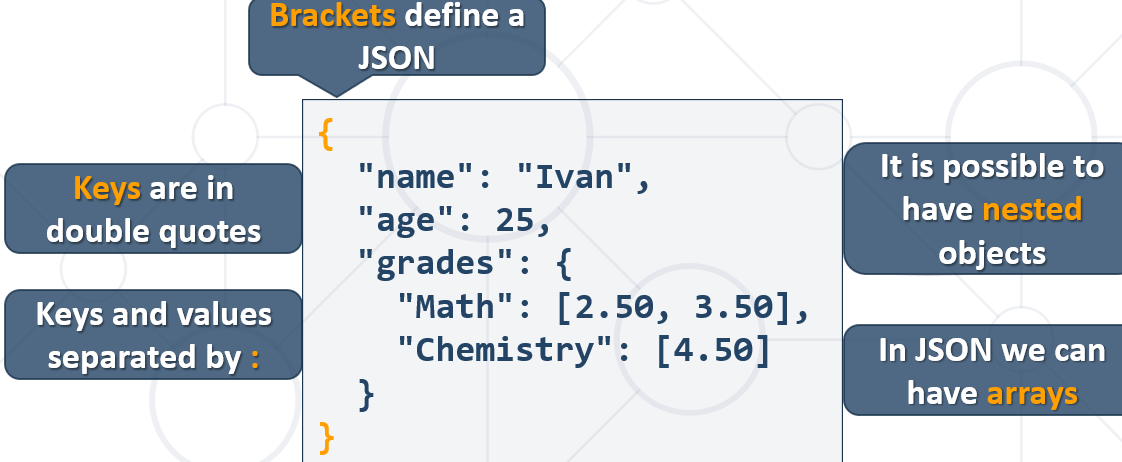 Brackets define a
JSON
{
"name": "Ivan",
"age": 25,
"grades": {
"Math": [2.50, 3.50],
"Chemistry": [4.50]
}
}
Keys are in
double quotes
Keys and values
separated by :
It is possible to
have nested
objects
In JSON we can
have arrays